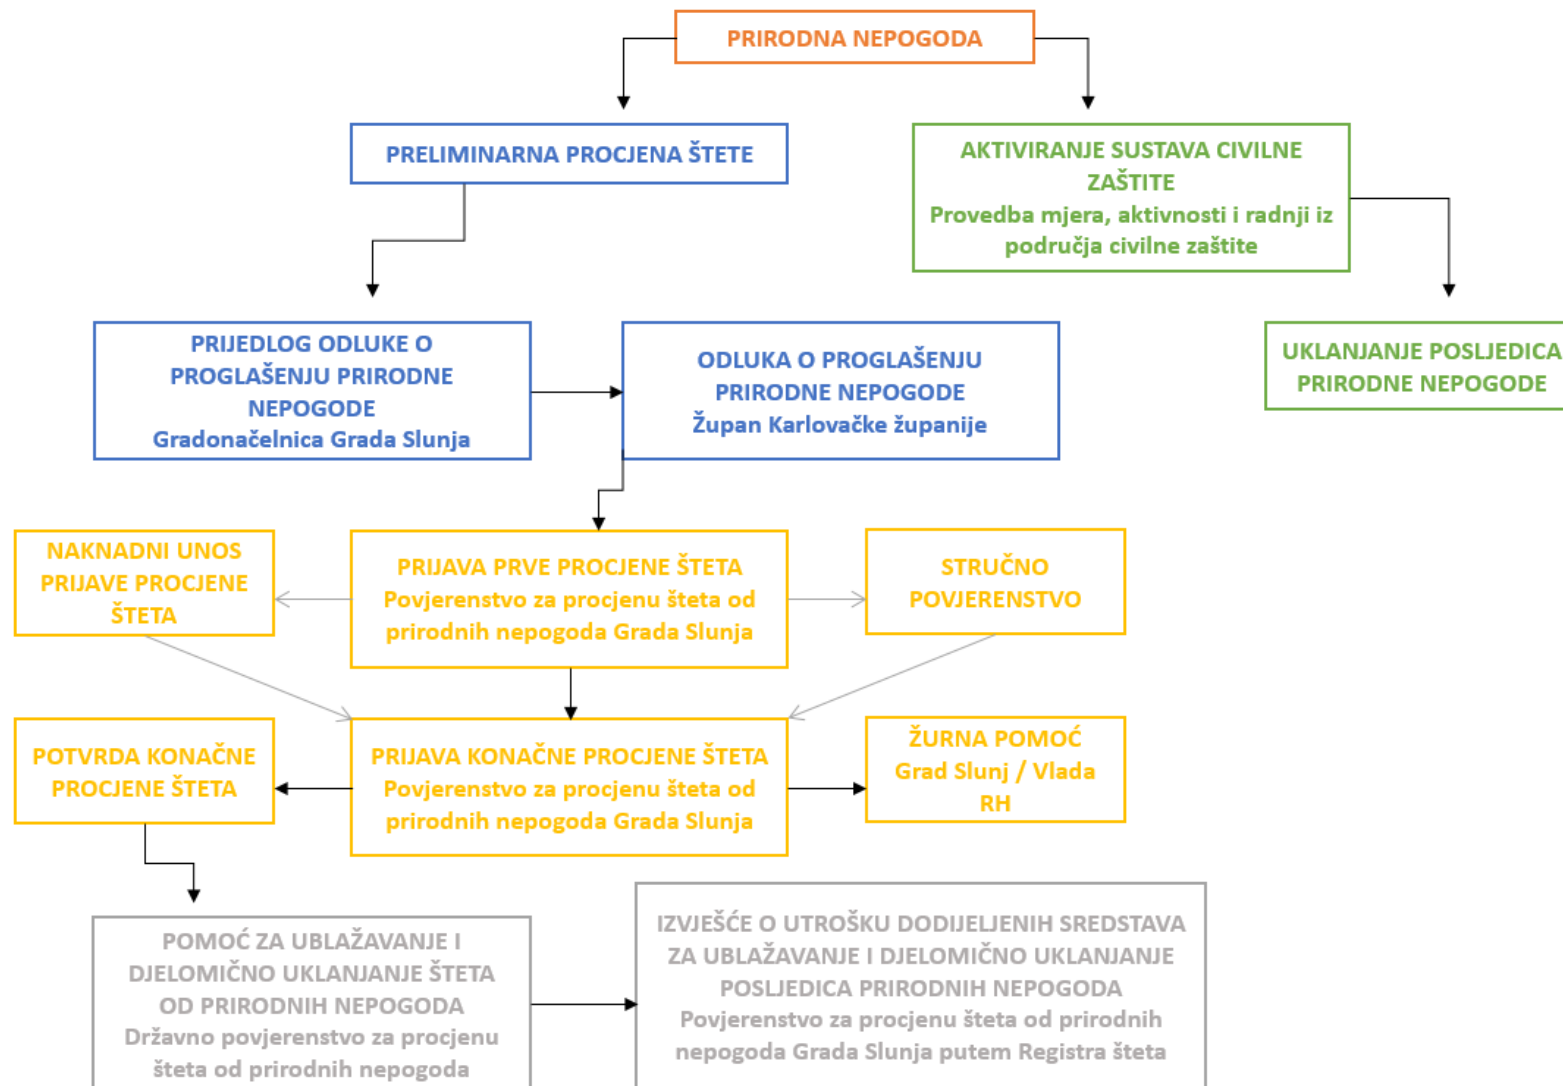 PRIRODNA NEPOGODA
PRELIMINARNA PROCJENA ŠTETE
AKTIVIRANJE SUSTAVA CIVILNE
ZAŠTITE
Provedba mjera, aktivnosti i radnji iz
područja civilne zaštite
PRIJEDLOG ODLUKE O
PROGLAŠENJU PRIRODNE
NEPOGODE
Gradonačelnica Grada Slunja
ODLUKA O PROGLAŠENJU
PRIRODNE NEPOGODE
Župan Karlovačke županije
UKLANJANJE POSLJEDICA
PRIRODNE NEPOGODE
NAKNADNI UNOS
PRIJAVE PROCJENE
ŠTETA
PRIJAVA PRVE PROCJENE ŠTETA
Povjerenstvo za procjenu šteta od
prirodnih nepogoda Grada Slunja
STRUČNO
POVJERENSTVO
POTVRDA KONAČNE
PROCJENE ŠTETA
PRIJAVA KONAČNE PROCJENE ŠTETA
Povjerenstvo za procjenu šteta od
prirodnih nepogoda Grada Slunja
ŽURNA POMOĆ
Grad Slunj / Vlada
RH
POMOĆ ZA UBLAŽAVANJE I
DJELOMIČNO UKLANJANJE ŠTETA
OD PRIRODNIH NEPOGODA
Državno povjerenstvo za procjenu
šteta od prirodnih nepogoda
IZVJEŠĆE O UTROŠKU DODIJELJENIH SREDSTAVA
ZA UBLAŽAVANJE I DJELOMIČNO UKLANJANJE
POSLJEDICA PRIRODNIH NEPOGODA
Povjerenstvo za procjenu šteta od prirodnih
nepogoda Grada Slunja putem Registra šteta